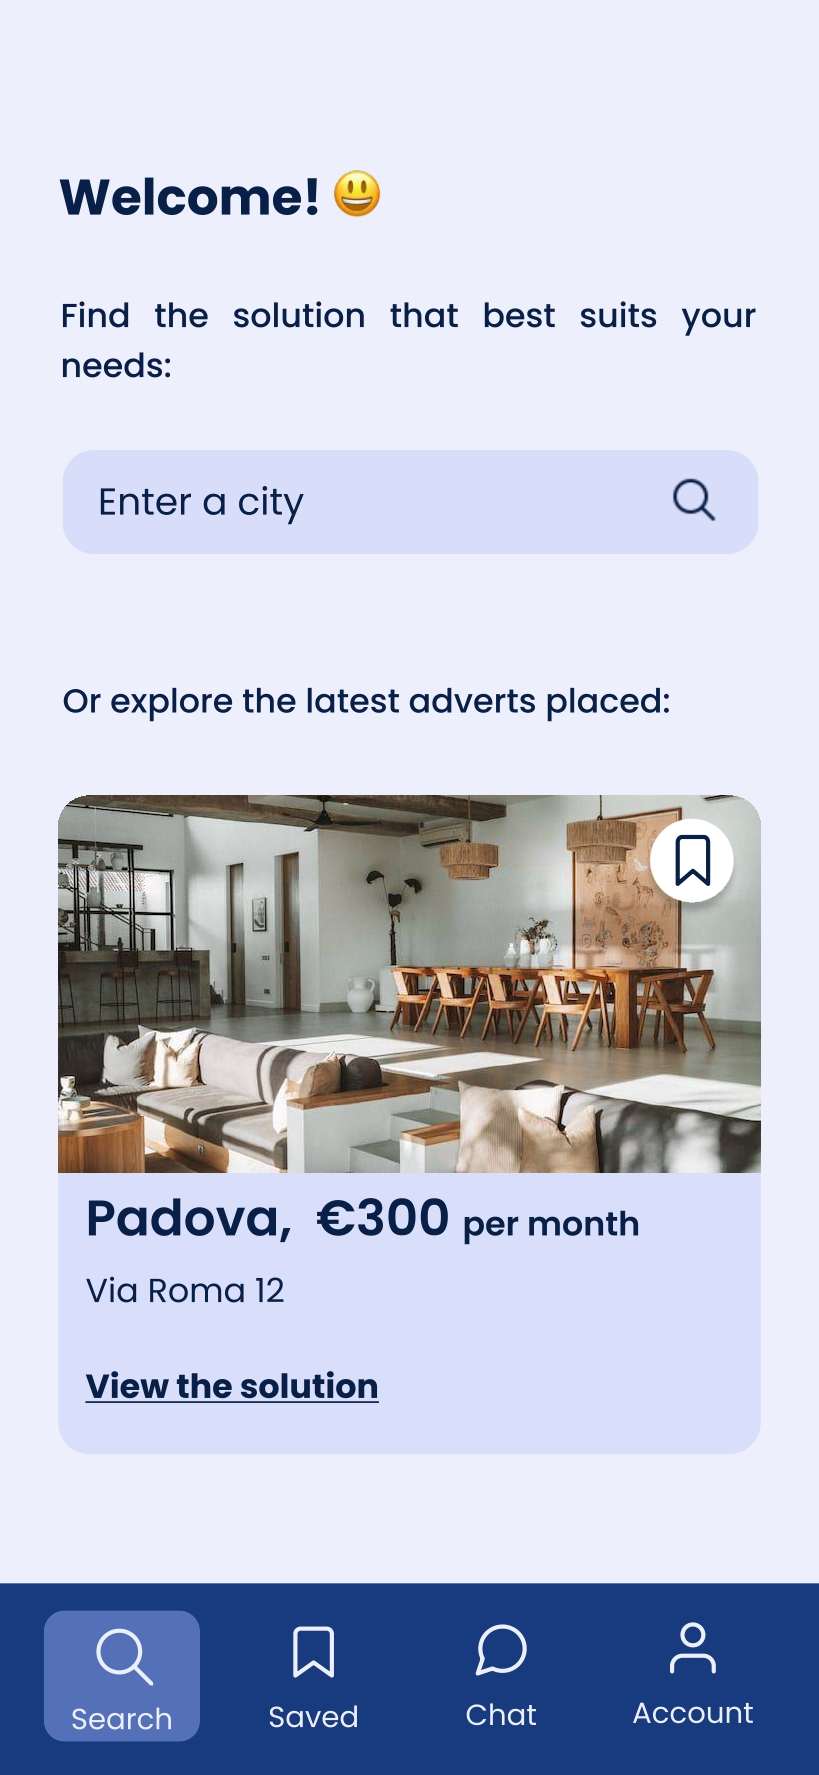 Welcome! 😃
Find the solution that best suits your
needs:
Enter a city
Or explore the latest adverts placed:
Padova, €300 per month
Via Roma 12
View the solution
Search Saved Chat Account